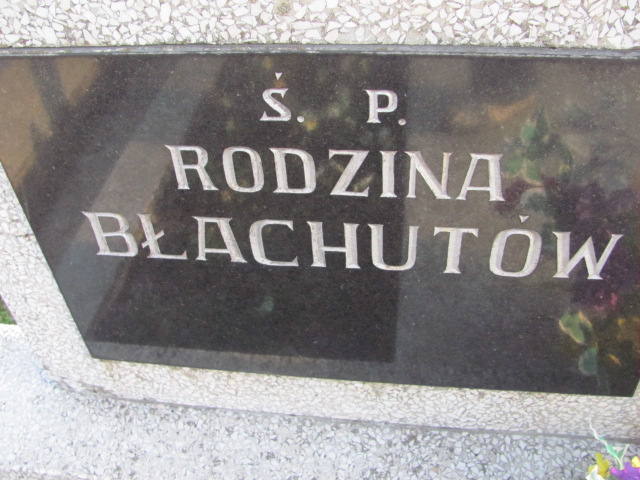 Ś. P.
RODZINA
BŁACHUTÓW